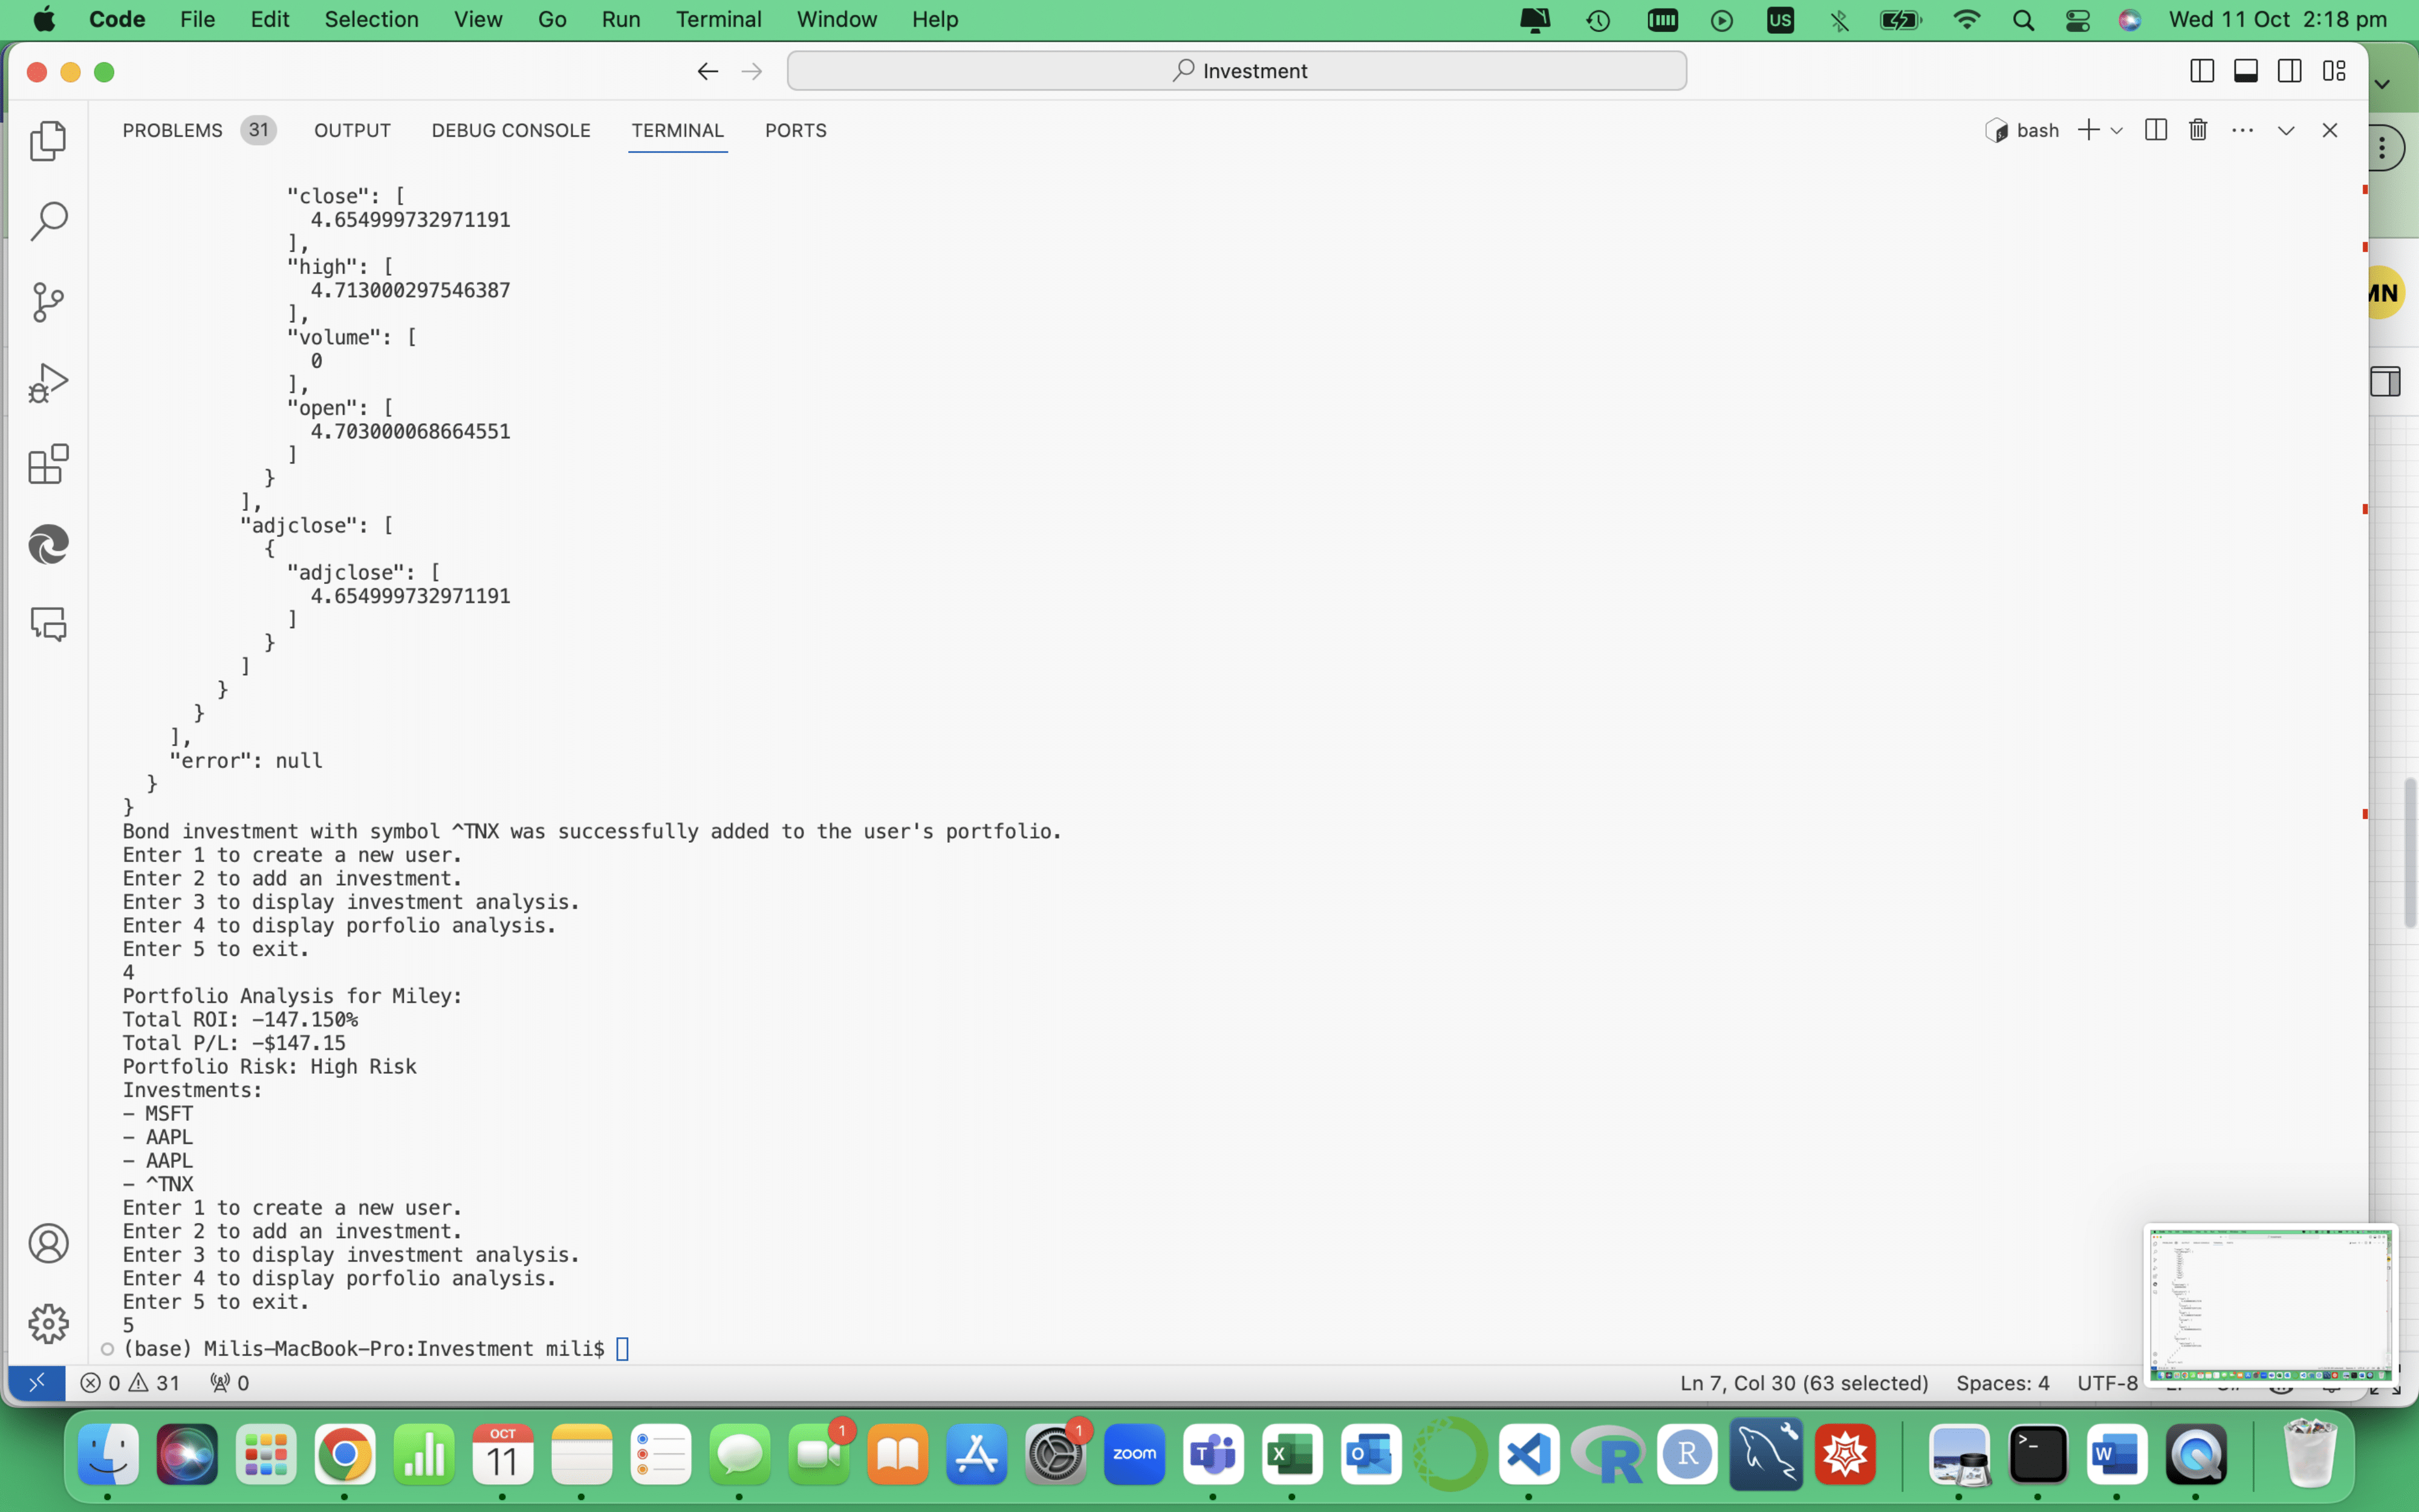 Code File Edit Selection View Go Run Terminal Window Help US Wed 11 Oct 2:18 pm
Investment
PROBLEMS 31 OUTPUT DEBUG CONSOLE TERMINAL PORTS bash
"close": [
4.654999732971191
],
"high": [
4.713000297546387
],
"volume": [
0
],
"open": [
4.703000068664551
]
}
],
"adjclose": [
{
"adjclose": [
4.654999732971191
]
}
]
}
}
],
"error": null
}
}
Bond investment with symbol ^TNX was successfully added to the user's portfolio.
Enter 1 to create a new user.
Enter 2 to add an investment.
Enter 3 to display investment analysis.
Enter 4 to display porfolio analysis.
Enter 5 to exit.
4
Portfolio Analysis for Miley:
Total ROI: -147.150%
Total P/L: -$147.15
Portfolio Risk: High Risk
Investments:
- MSFT
- AAPL
- AAPL
- ^TNX
Enter 1 to create a new user.
Enter 2 to add an investment.
Enter 3 to display investment analysis.
Enter 4 to display porfolio analysis.
Enter 5 to exit.
5
(base) Milis-MacBook-Pro:Investment mili$
0 31 0 Ln 7, Col 30 (63 selected) Spaces: 4 UTF-8
OCT
11
1
1
zoom
T
X
O
R
R
>_
W